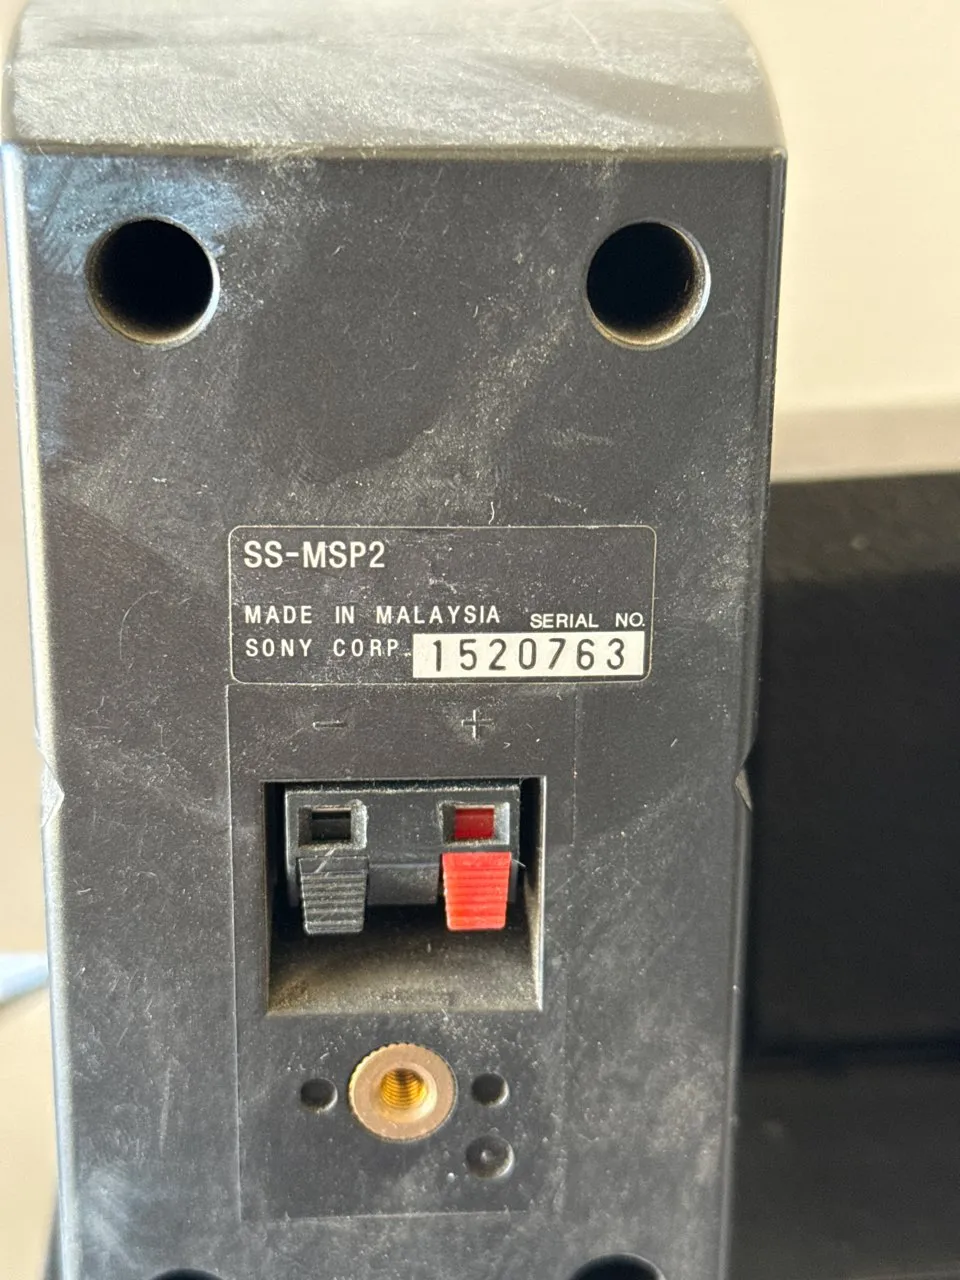 SS-MSP2
MADE IN MALAYSIA
SONY CORP.
SERIAL NO.
1520763
- +